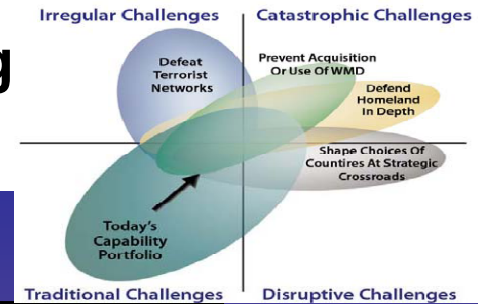 Irregular Challenges
Catastrophic Challenges
g
Defeat
Terrorist
Networks
Prevent Acquisition
Or Use Of WMD
Defend
Homeland
In Depth
Shape Choices Of
Countires At Strategic
Crossroads
Today's
Capability
Portfolio
Traditional Challenges
Disruptive Challenges